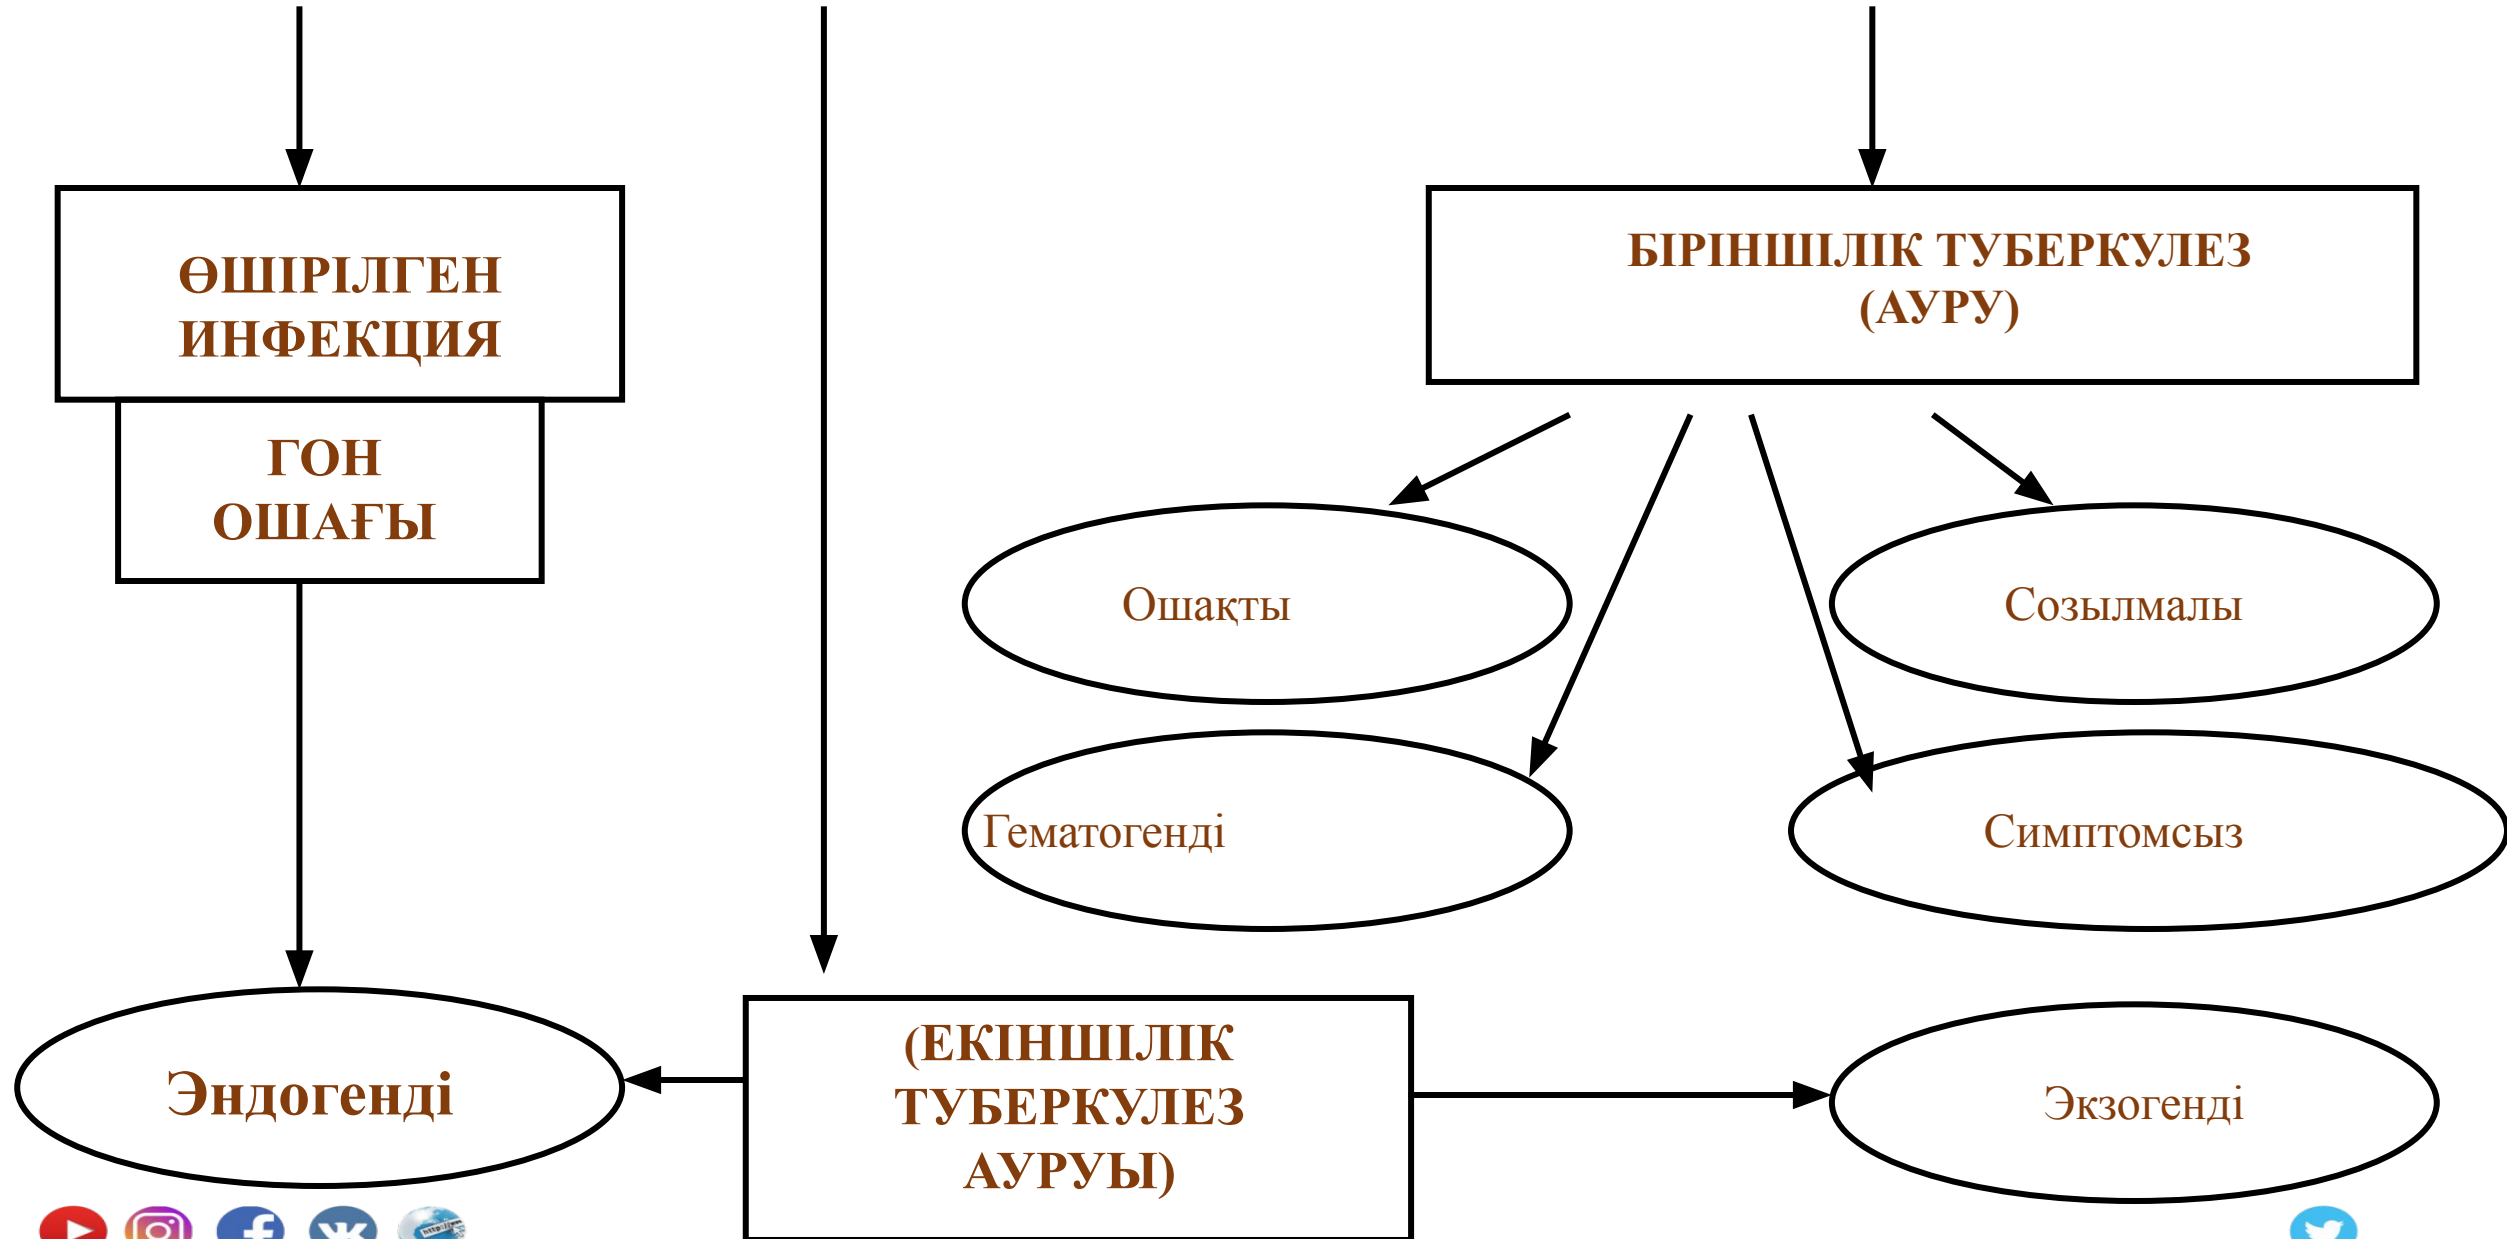 ӨШІРІЛГЕН
ИНФЕКЦИЯ
ГОН
ОШАҒЫ
БІРІНШІЛІК ТУБЕРКУЛЕЗ
(АУРУ)
Ошақты
Созылмалы
Гематогенді
Симптомсыз
Эндогенді
(ЕКІНШІЛІК
ТУБЕРКУЛЕЗ
АУРУЫ)
Экзогенді